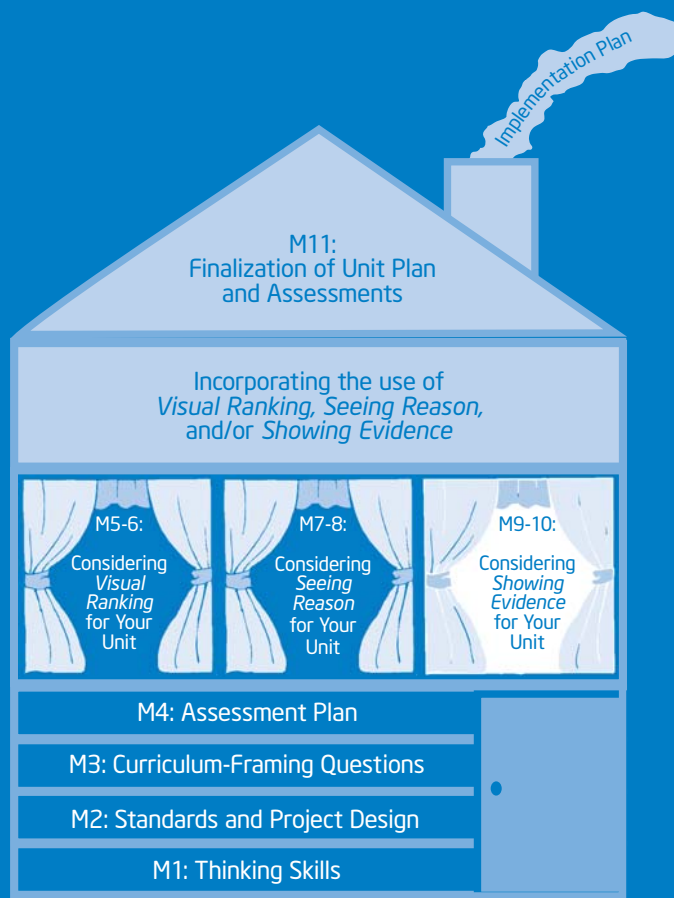 Implementation Plan
M11:
Finalization of Unit Plan
and Assessments
Incorporating the use of
Visual Ranking, Seeing Reason,
and/or Showing Evidence
M5-6:
Considering
Visual
Ranking
for Your
Unit
M7-8:
Considering
Seeing
Reason
for Your
Unit
M9-10:
Considering
Showing
Evidence
for Your
Unit
M4: Assessment Plan
M3: Curriculum-Framing Questions
M2: Standards and Project Design
M1: Thinking Skills